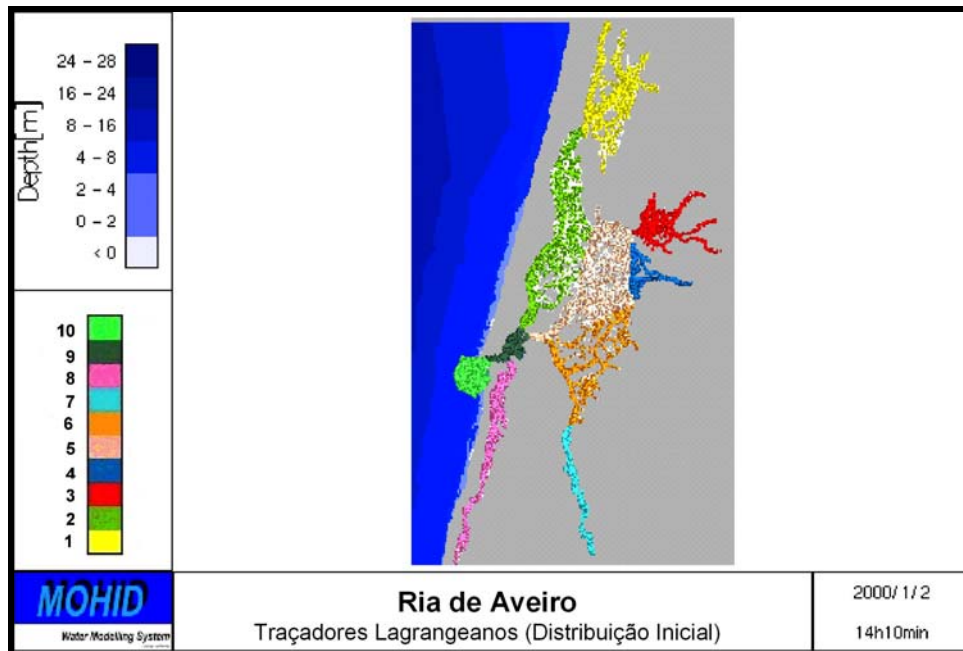 Depth[m]
24 - 28
16 - 24
8 - 16
4 - 8
2 - 4
0 - 2
< 0
10
9
8
7
6
5
4
3
2
1
MOHID
Water Modelling System
Ria de Aveiro
Traçadores Lagrangeanos (Distribuição Inicial)
2000/1/2
14h10min